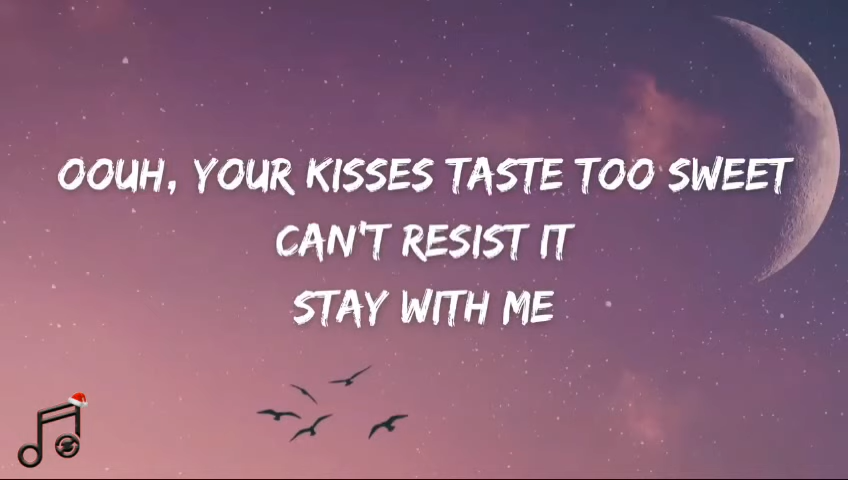 OOUH, YOUR KISSES TASTE TOO SWEET
CAN'T RESIST IT
STAY WITH ME